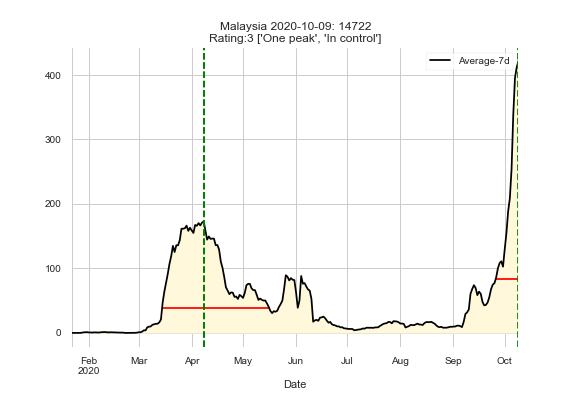 Malaysia 2020-10-09: 14722
Rating:3 ['One peak', 'In control']
Average-7d
400
300
200
100
0
Feb Mar Apr May Jun Jul Aug Sep Oct
2020
Date